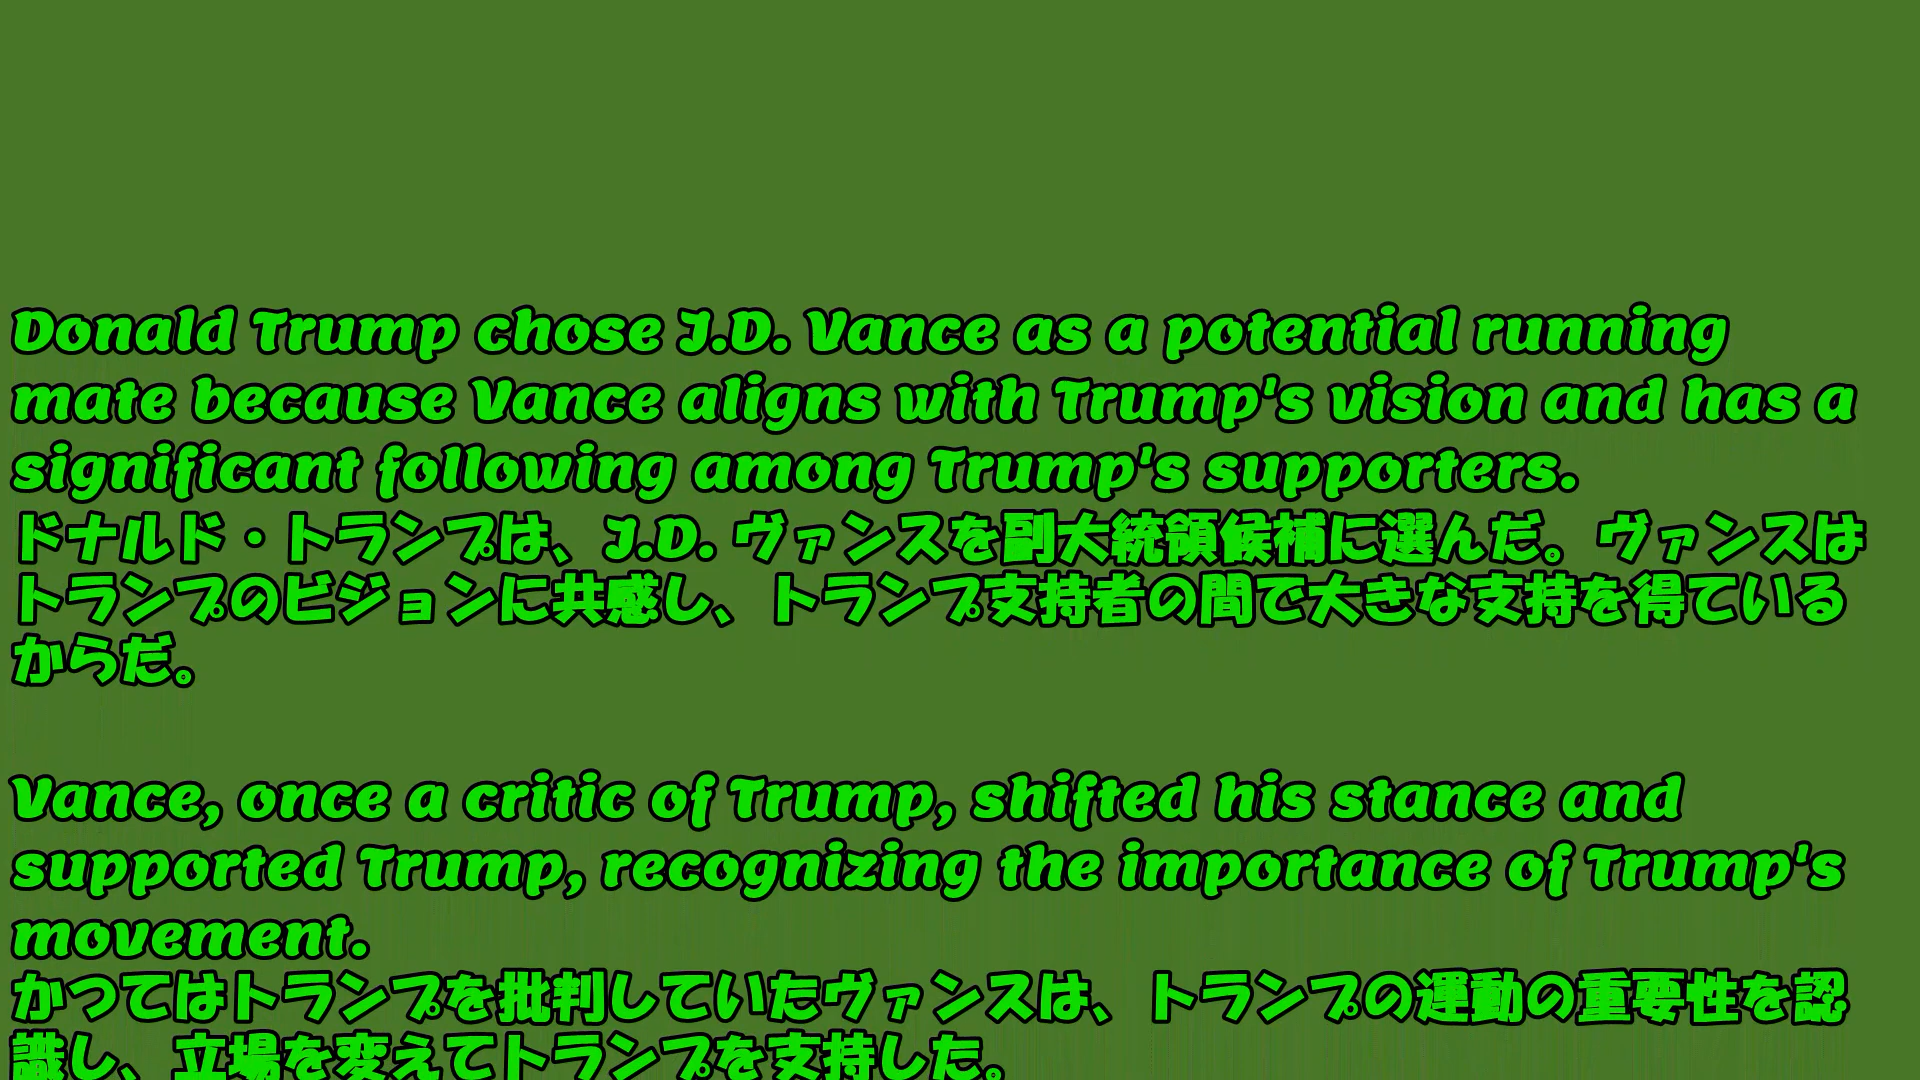 Donald Trump chose J.D. Vance as a potential running
mate because Vance aligns with Trump's vision and has a
significant following among Trump's supporters.
ドナルド・トランプは、J.D. ヴァンスを副大統領候補に選んだ。ヴァンスは
トランプのビジョンに共感し、トランプ支持者の間で大きな支持を得ている
からだ。
Vance, once a critic of Trump, shifted his stance and
supported Trump, recognizing the importance of Trump's
movement.
かつてはトランプを批判していたヴァンスは、トランプの運動の重要性を認
識し、立場を変えてトランプを支持した。